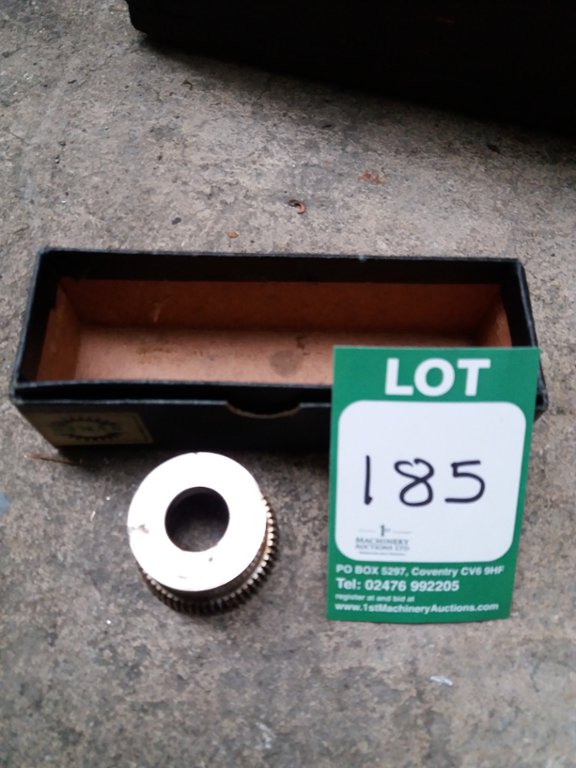 LOT
185
1st
MACHINERY
AUCTIONS LTD
PO BOX 5297, Coventry CV6 9HF
Tel: 02476 992205
register at and bid at
www.1stMachineryAuctions.com